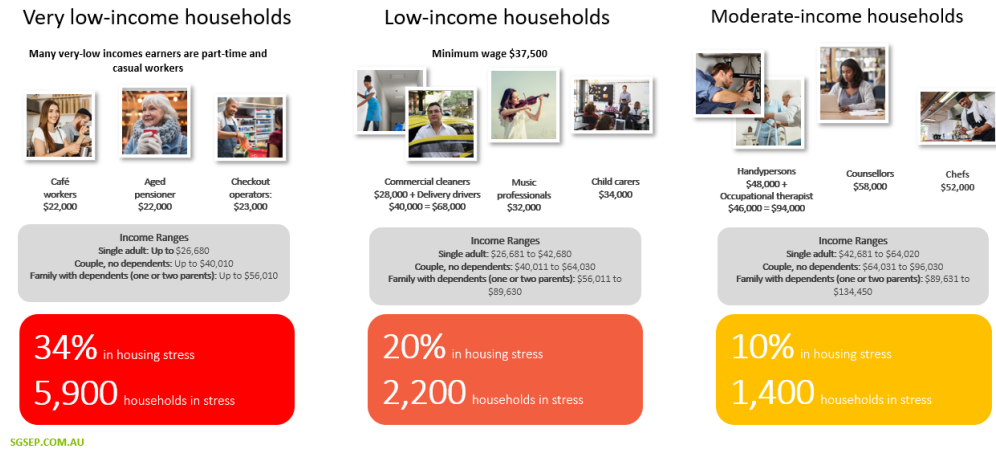 Very low-income households
Many very-low incomes earners are part-time and
casual workers
Café
workers
$22,000
Aged
pensioner
$22,000
Checkout
operators:
$23,000
Income Ranges
Single adult: Up to $26,680
Couple, no dependents: Up to $40,010
Family with dependents (one or two parents): Up to $56,010
34% in housing stress
5,900 households in stress
Low-income households
Minimum wage $37,500
Commercial cleaners
$28,000 + Delivery drivers
$40,000 = $68,000
Music
professionals
$32,000
Child carers
$34,000
Income Ranges
Single adult: $26,681 to $42,680
Couple, no dependents: $40,011 to $64,030
Family with dependents (one or two parents): $56,011 to
$89,630
20% in housing stress
2,200 households in stress
Moderate-income households
Handypersons
$48,000 +
Occupational therapist
$46,000 = $94,000
Counsellors
$58,000
Chefs
$52,000
Income Ranges
Single adult: $42,681 to $64,020
Couple, no dependents: $64,031 to $96,030
Family with dependents (one or two parents): $89,631 to
$134,450
10% in housing stress
1,400 households in stress
SGSEP.COM.AU